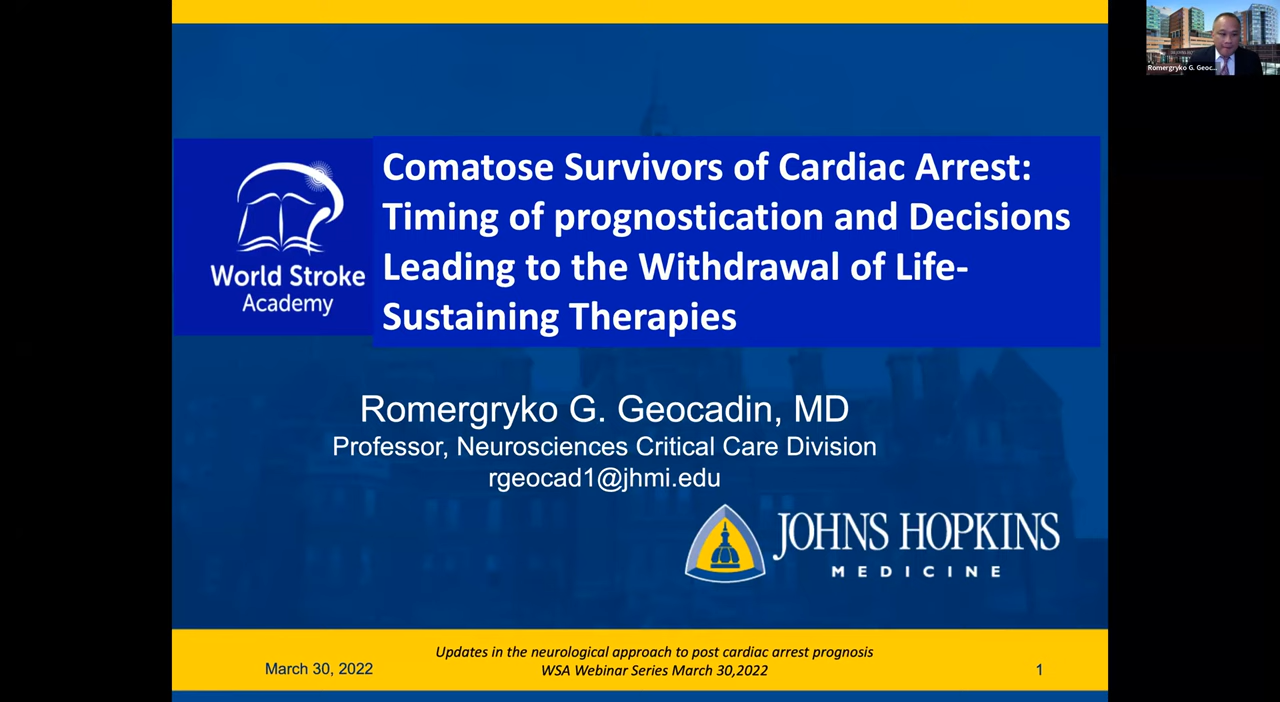 Comatose Survivors of Cardiac Arrest:
Timing of prognostication and Decisions
Leading to the Withdrawal of Life-
Sustaining Therapies
World Stroke
Academy
Romergryko G. Geocadin, MD
Professor, Neurosciences Critical Care Division
rgeocad1@jhmi.edu
JOHNS HOPKINS
MEDICINE
Updates in the neurological approach to post cardiac arrest prognosis
WSA Webinar Series March 30,2022
March 30, 2022
1
Romergryko G. Geoc...